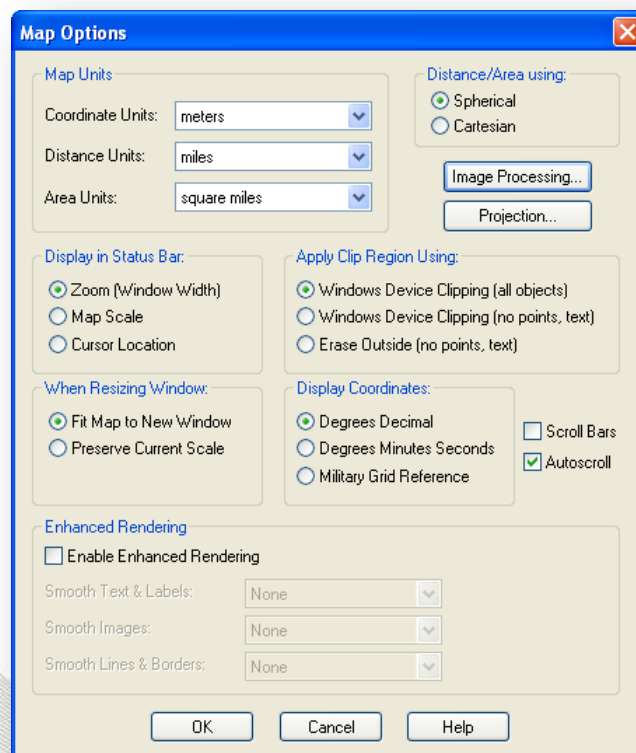 Map Options
Map Units
Coordinate Units: meters
Distance Units: miles
Area Units: square miles
Distance/Area using:
Spherical
Cartesian
Image Processing...
Projection...
Display in Status Bar:
Zoom (Window Width)
Map Scale
Cursor Location
Apply Clip Region Using:
Windows Device Clipping (all objects)
Windows Device Clipping (no points, text)
Erase Outside (no points, text)
When Resizing Window:
Fit Map to New Window
Preserve Current Scale
Display Coordinates:
Degrees Decimal
Degrees Minutes Seconds
Military Grid Reference
Scroll Bars
Autoscroll
Enhanced Rendering
Enable Enhanced Rendering
Smooth Text & Labels: None
Smooth Images: None
Smooth Lines & Borders: None
OK Cancel Help